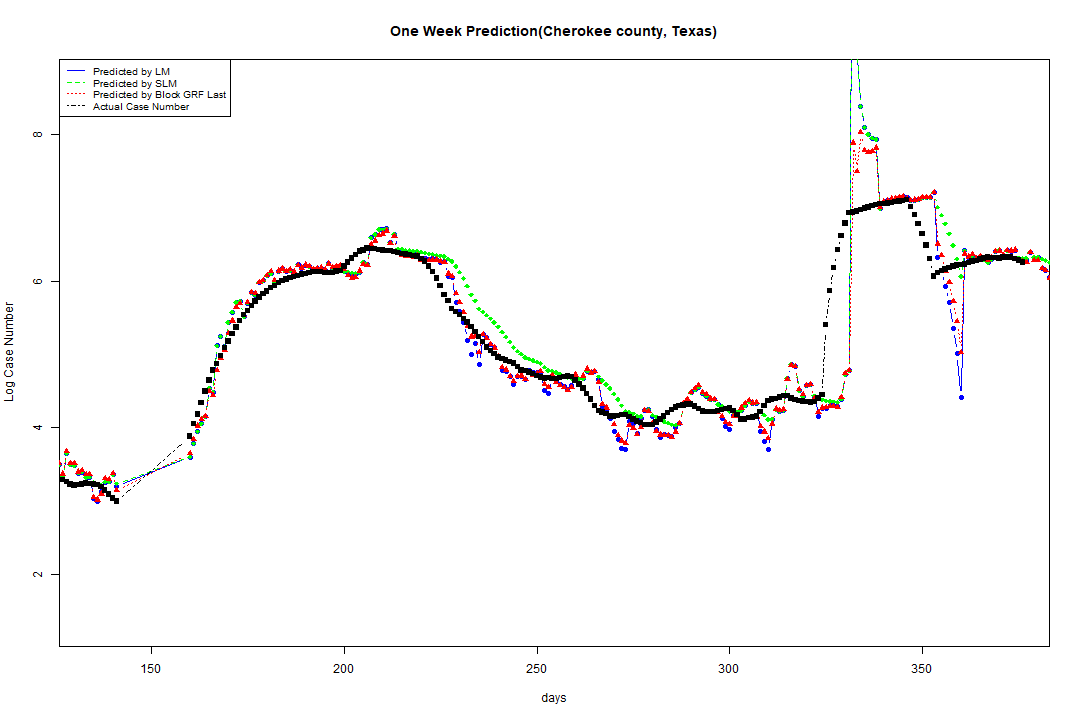 One Week Prediction(Cherokee county, Texas)
Predicted by LM
Predicted by SLM
Predicted by Block GRF Last
Actual Case Number
Log Case Number
8
6
4
2
150 200 250 300 350
days